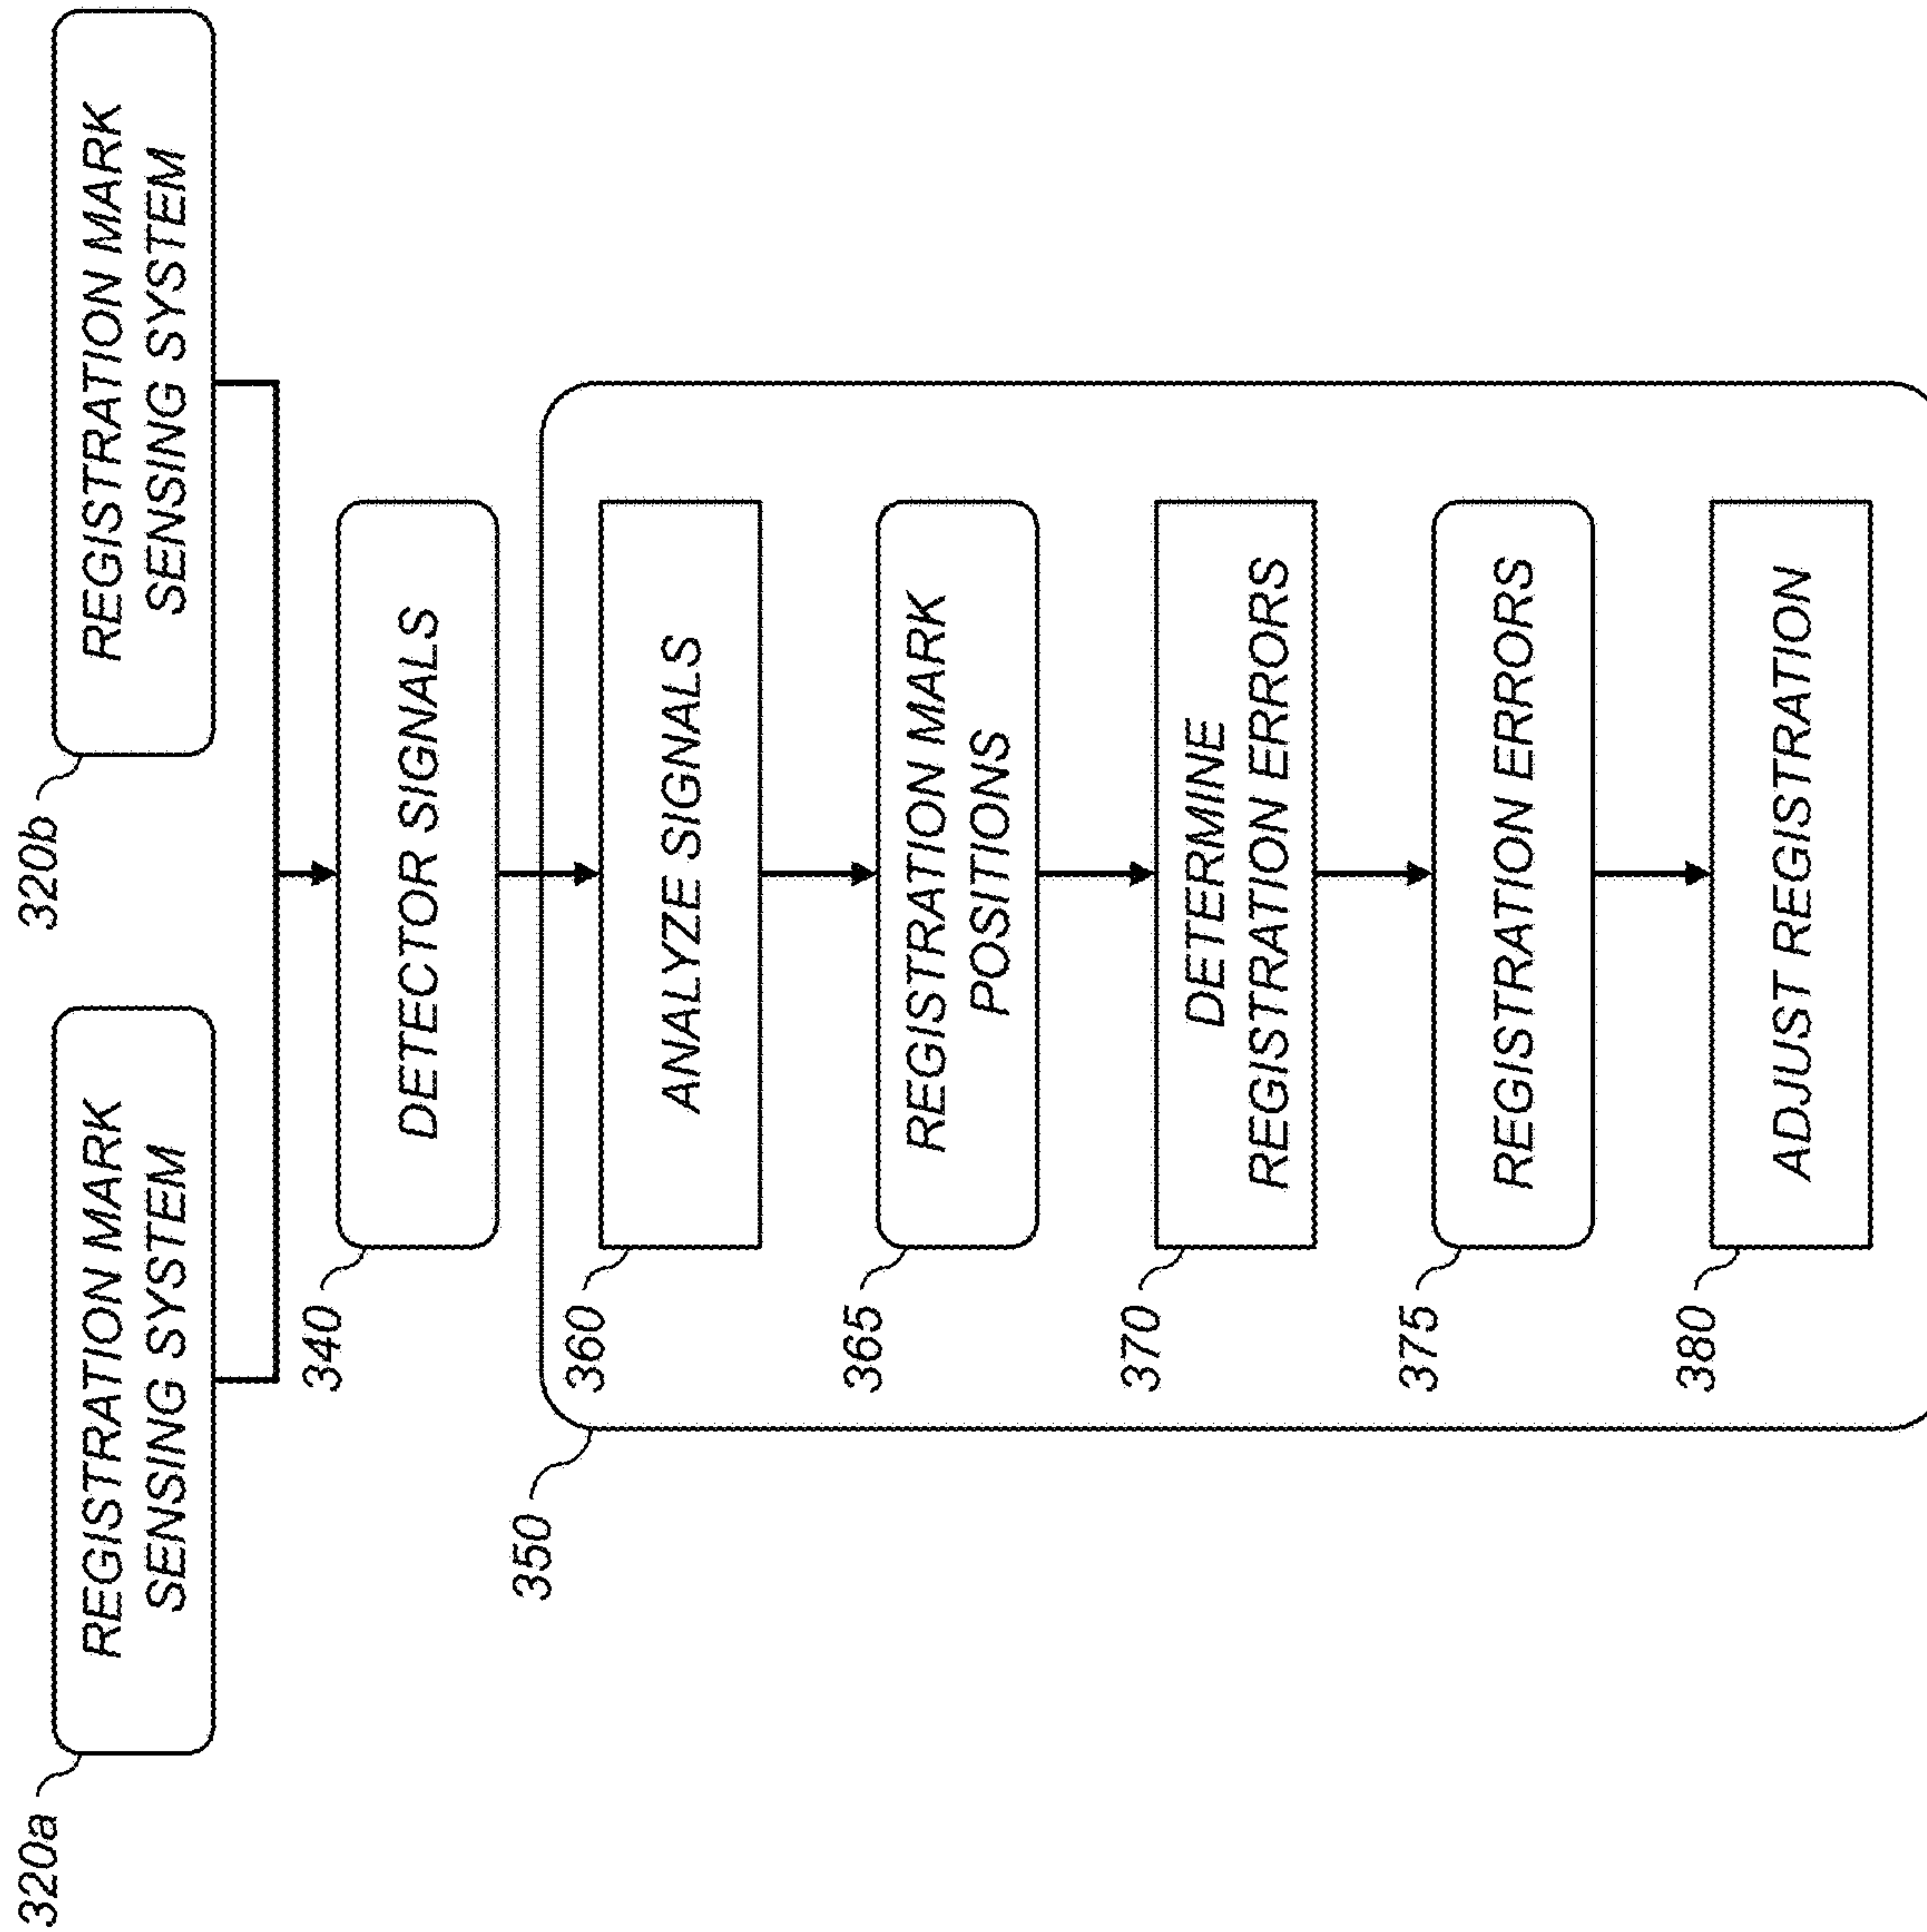 320a
REGISTRATION MARK
SENSING SYSTEM
320b
REGISTRATION MARK
SENSING SYSTEM
340
DETECTOR SIGNALS
350
360
ANALYZE SIGNALS
365
REGISTRATION MARK
POSITIONS
370
DETERMINE
REGISTRATION ERRORS
375
REGISTRATION ERRORS
380
ADJUST REGISTRATION